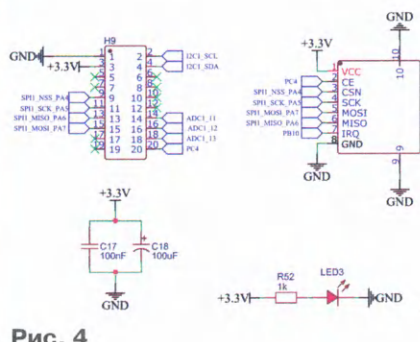 H9
GND
1 2 I2C1_SCL
+3.3V 3 4 I2C1_SDA
5 6
7 8
SPI1_NSS_PA4 9 10
SPI1_SCK_PA5 11 12
SPI1_MISO_PA6 13 14 ADC1_11
SPI1_MOSI_PA7 15 16 ADC1_12
17 18 ADC1_13
19 20 PC4
GND
10
10
+3.3V
1 VCC
PC4 2 CE
SPI1_NSS_PA4 3 CSN
SPI1_SCK_PA5 4 SCK
SPI1_MOSI_PA7 5 MOSI
SPI1_MISO_PA6 6 MISO
PB10 7 IRQ
8 GND
GND
9
9
GND
+3.3V
C17
100nF
C18
100uF
GND
R52
1k
LED3
+3.3V
GND
Рис. 4